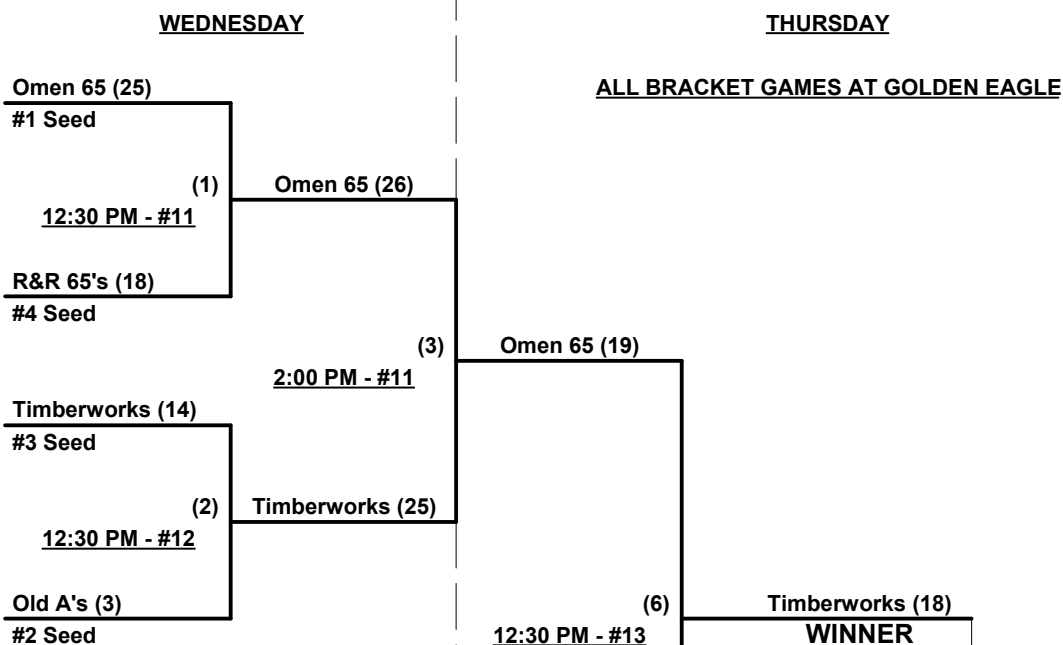 WEDNESDAY
THURSDAY
Omen 65 (25)
ALL BRACKET GAMES AT GOLDEN EAGLE
#1 Seed
(1)
Omen 65 (26)
12:30 PM - #11
R&R 65's (18)
#4 Seed
(3)
Omen 65 (19)
2:00 PM - #11
Timberworks (14)
#3 Seed
(2)
Timberworks (25)
12:30 PM - #12
Old A's (3)
(6)
Timberworks (18)
#2 Seed
12:30 PM - #13
WINNER